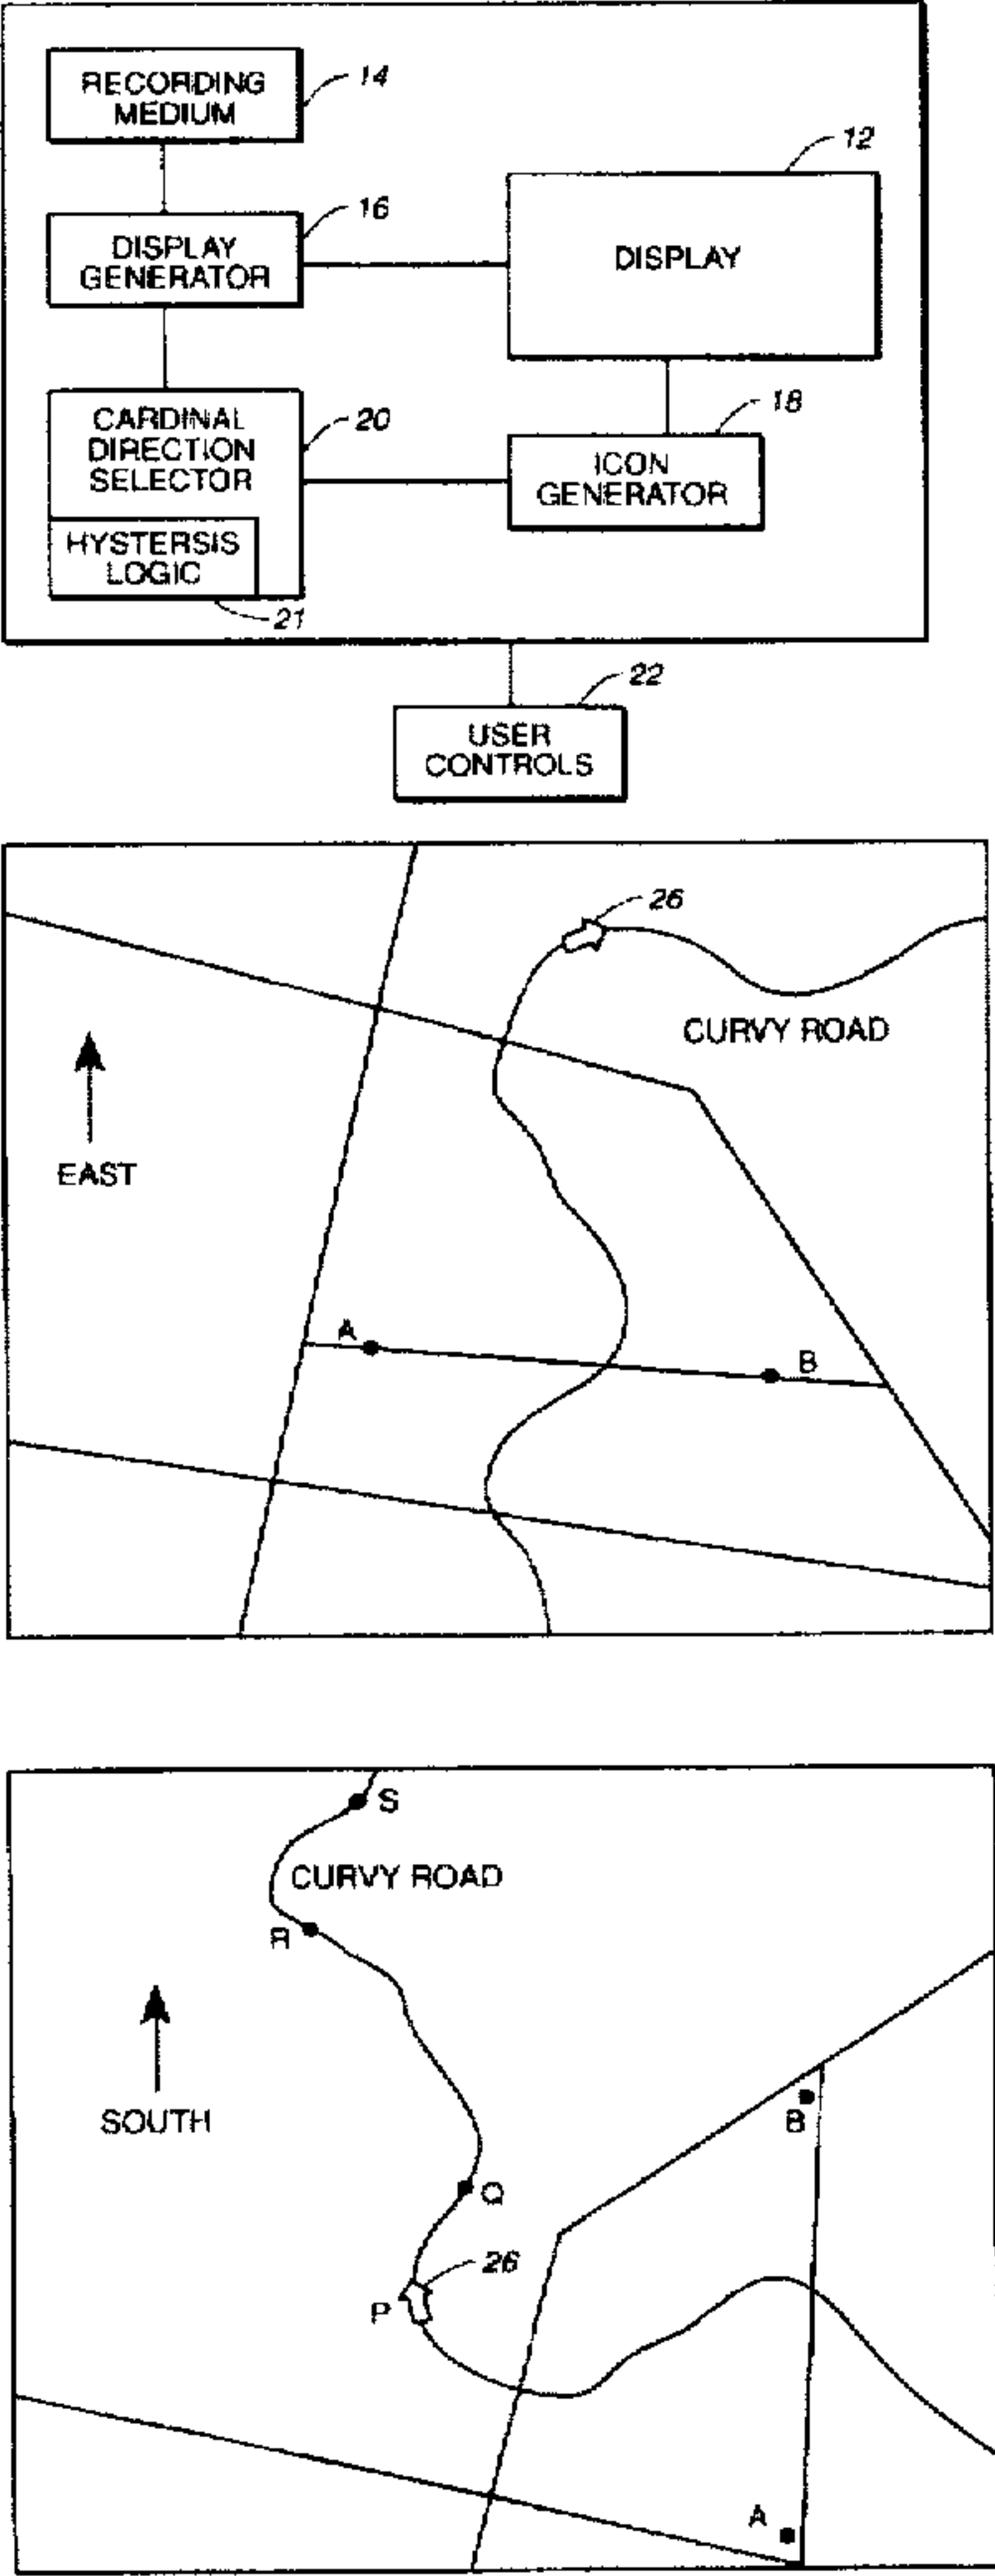 RECORDING
MEDIUM
14
12
DISPLAY
GENERATOR
16
DISPLAY
CARDINAL
DIRECTION
SELECTOR
20
18
ICON
GENERATOR
HYSTERSIS
LOGIC
21
22
USER
CONTROLS
26
CURVY ROAD
EAST
A
B
S
CURVY ROAD
R
SOUTH
B
Q
26
P
A